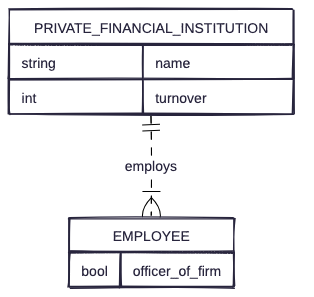 PRIVATE_FINANCIAL_INSTITUTION
string name
int turnover
employs
EMPLOYEE
bool officer_of_firm